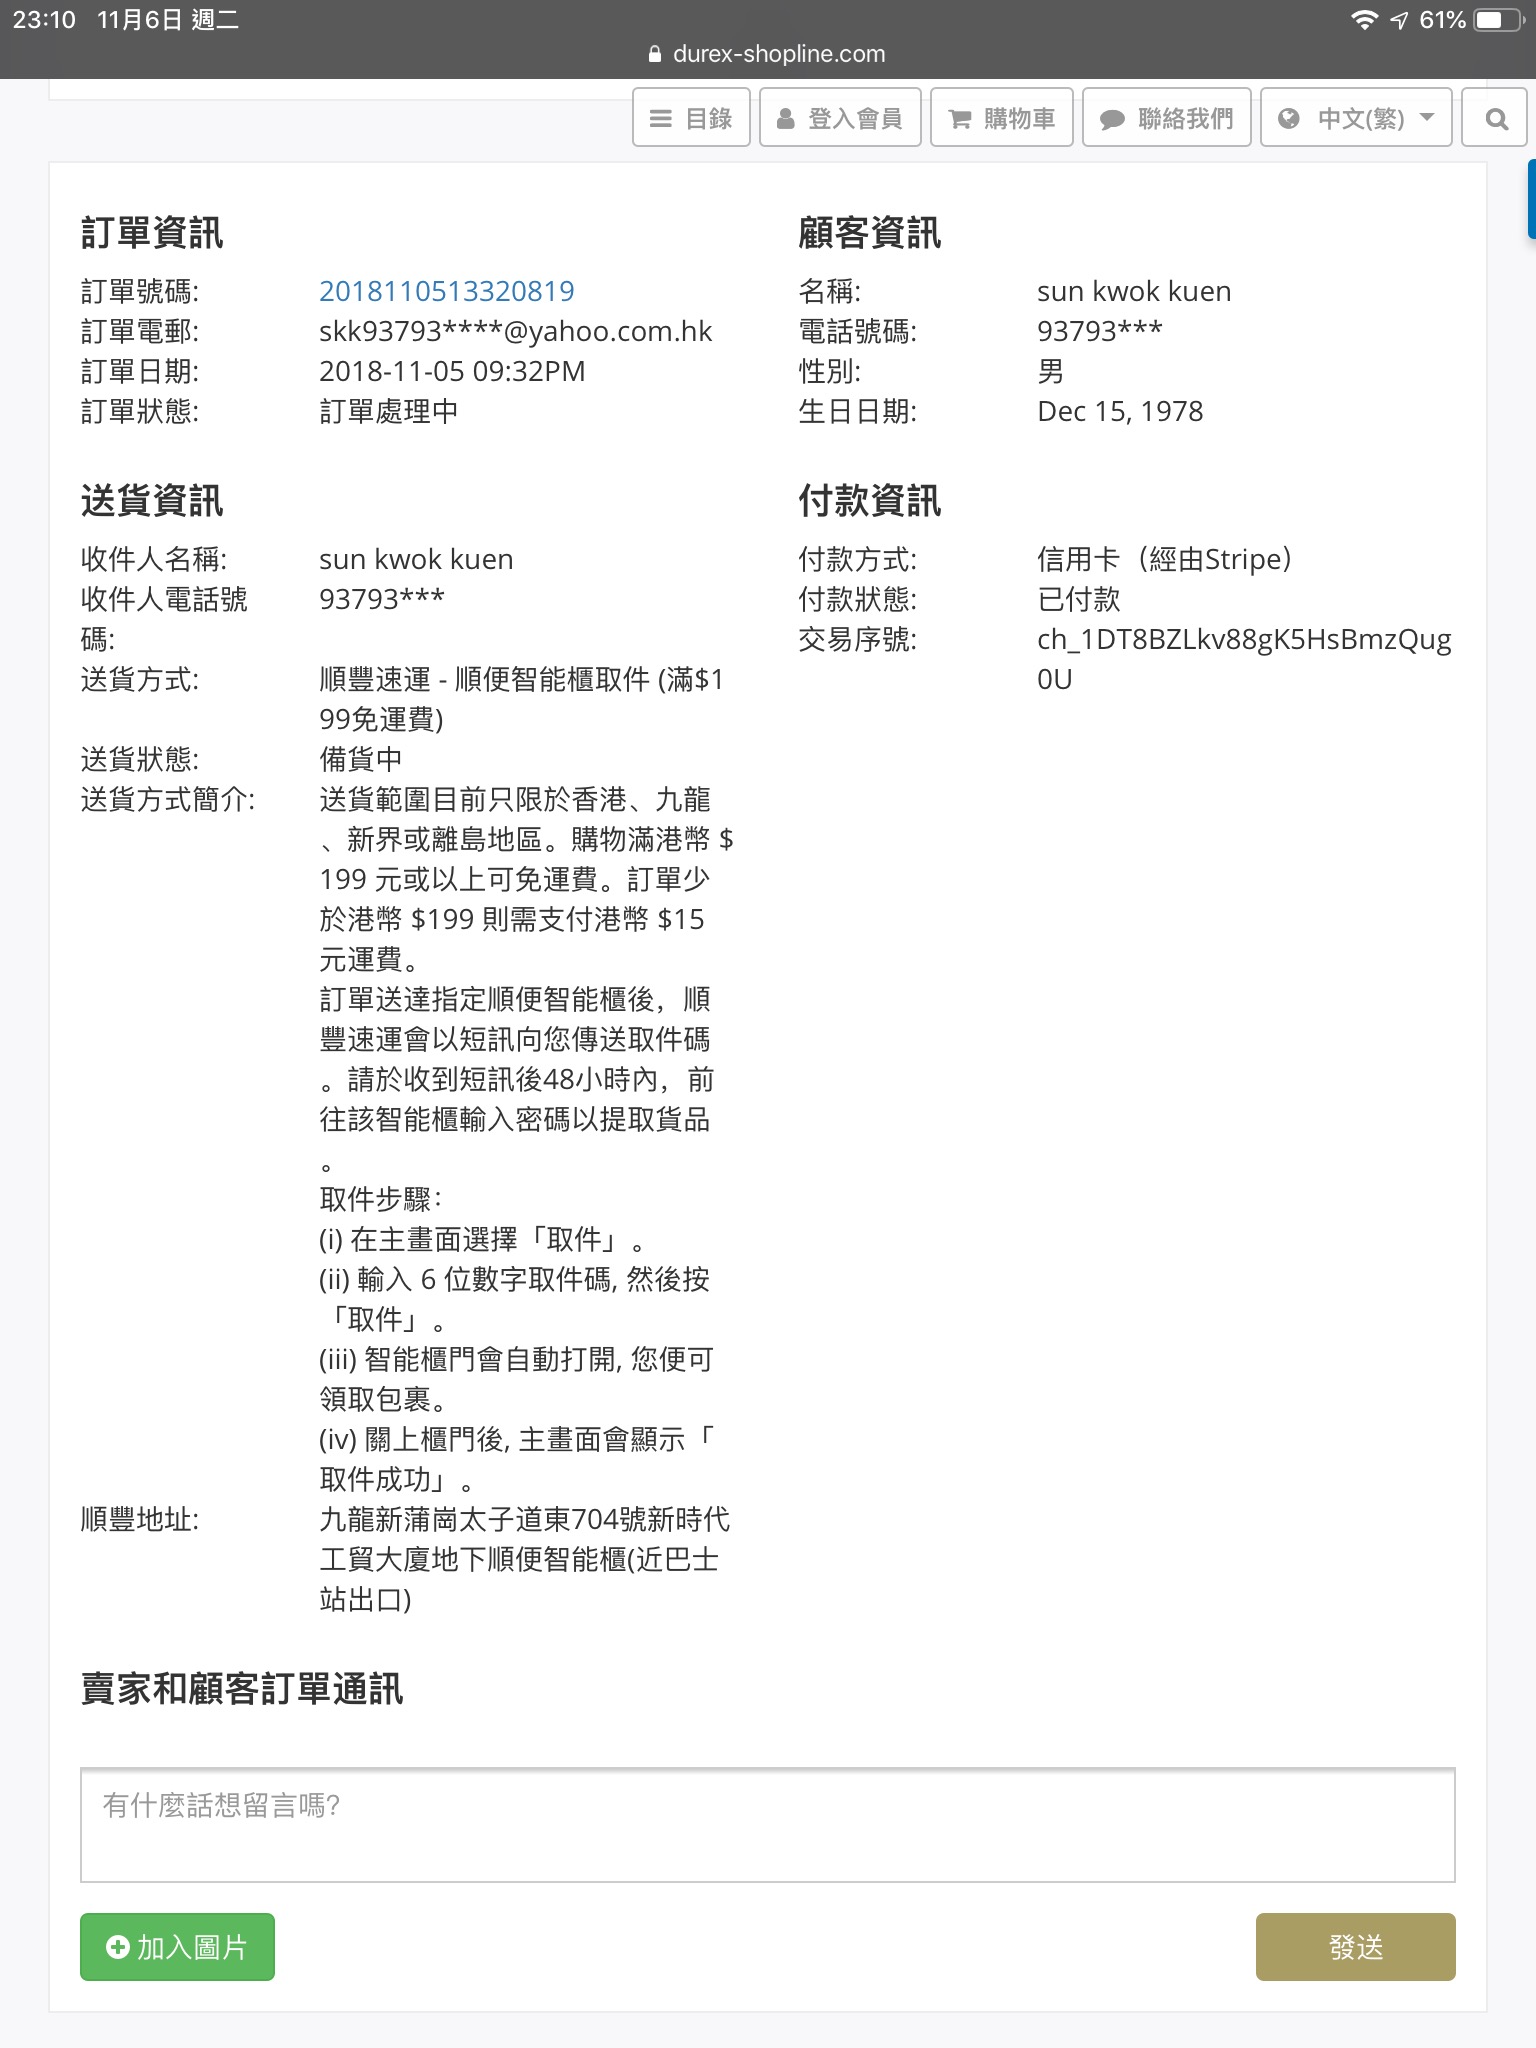 23:10 11月6日 週二
61%
durex-shopline.com
目錄
登入會員
購物車
聯絡我們
中文(繁)
訂單資訊
訂單號碼: 2018110513320819
訂單電郵: skk93793****@yahoo.com.hk
訂單日期: 2018-11-05 09:32PM
訂單狀態: 訂單處理中
顧客資訊
名稱: sun kwok kuen
電話號碼: 93793***
性別: 男
生日日期: Dec 15, 1978
送貨資訊
收件人名稱: sun kwok kuen
收件人電話號 93793***
碼:
送貨方式: 順豐速運 - 順便智能櫃取件 (滿$1
99免運費)
送貨狀態: 備貨中
送貨方式簡介: 送貨範圍目前只限於香港、九龍
、新界或離島地區。購物滿港幣 $
199 元或以上可免運費。訂單少
於港幣 $199 則需支付港幣 $15
元運費。
訂單送達指定順便智能櫃後，順
豐速運會以短訊向您傳送取件碼
。請於收到短訊後48小時內，前
往該智能櫃輸入密碼以提取貨品
。
取件步驟：
(i) 在主畫面選擇「取件」。
(ii) 輸入 6 位數字取件碼, 然後按
「取件」。
(iii) 智能櫃門會自動打開, 您便可
領取包裹。
(iv) 關上櫃門後, 主畫面會顯示「
取件成功」。
順豐地址: 九龍新蒲崗太子道東704號新時代
工貿大廈地下順便智能櫃(近巴士
站出口)
付款資訊
付款方式: 信用卡（經由Stripe）
付款狀態: 已付款
交易序號: ch_1DT8BZLkv88gK5HsBmzQug
0U
賣家和顧客訂單通訊
有什麼話想留言嗎?
加入圖片
發送